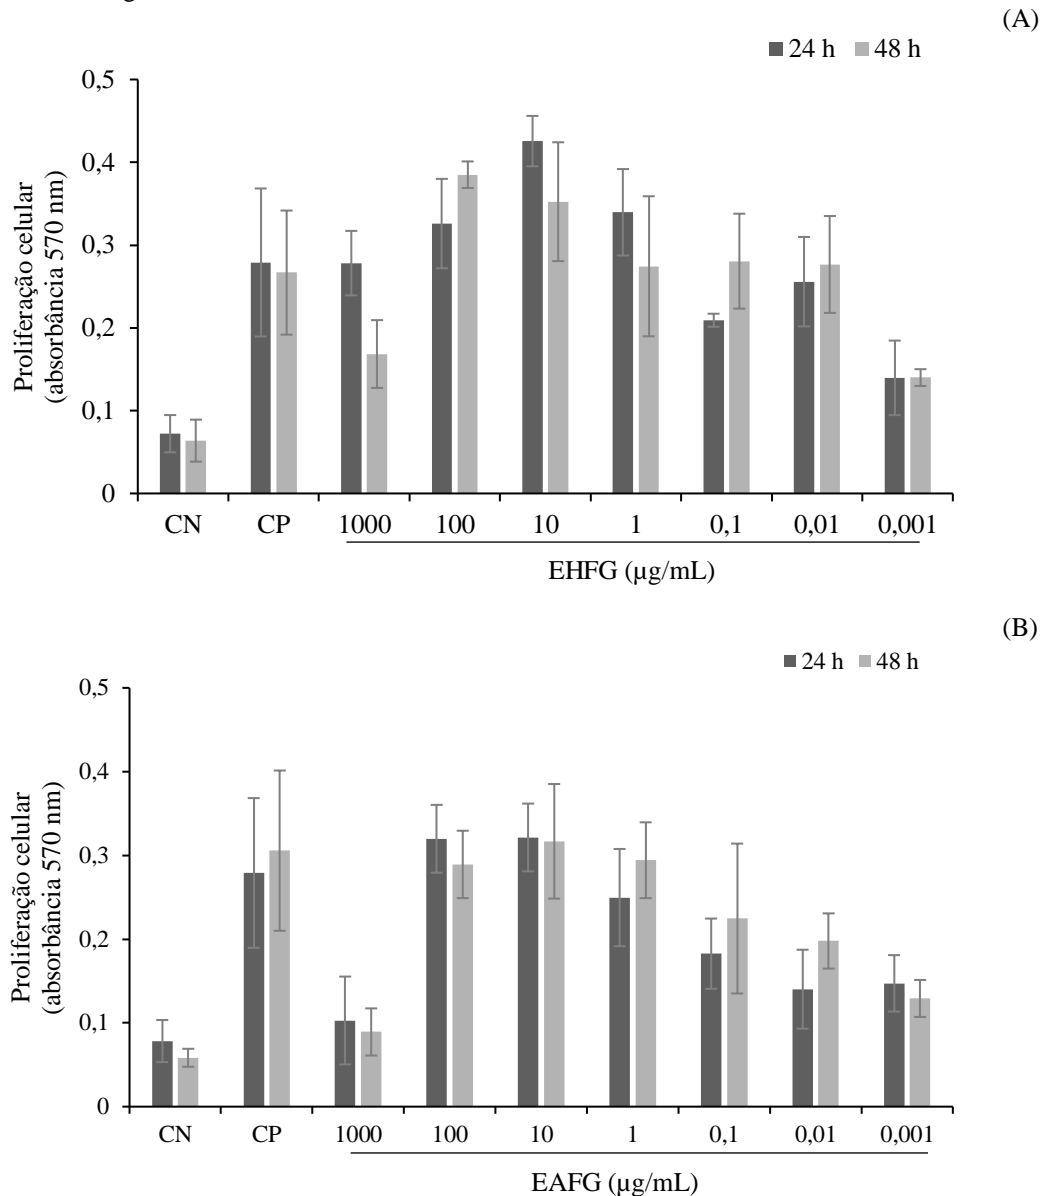 (A)
24 h 48 h
Proliferação celular
(absorbância 570 nm)
0,5
0,4
0,3
0,2
0,1
0
CN CP 1000 100 10 1 0,1 0,01 0,001
EHFG (µg/mL)
(B)
24 h 48 h
Proliferação celular
(absorbância 570 nm)
0,5
0,4
0,3
0,2
0,1
0
CN CP 1000 100 10 1 0,1 0,01 0,001
EAFG (µg/mL)